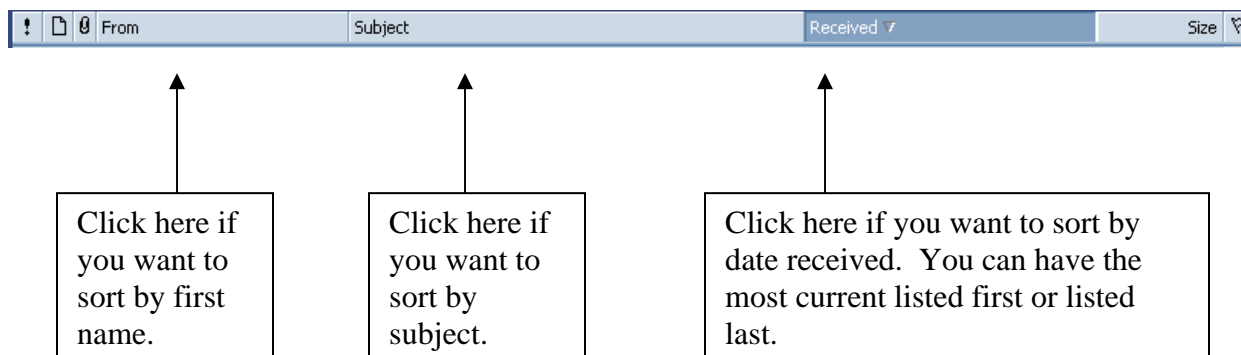 From Subject Received Size
Click here if
you want to
sort by first
name.
Click here if
you want to
sort by
subject.
Click here if you want to sort by
date received.  You can have the
most current listed first or listed
last.